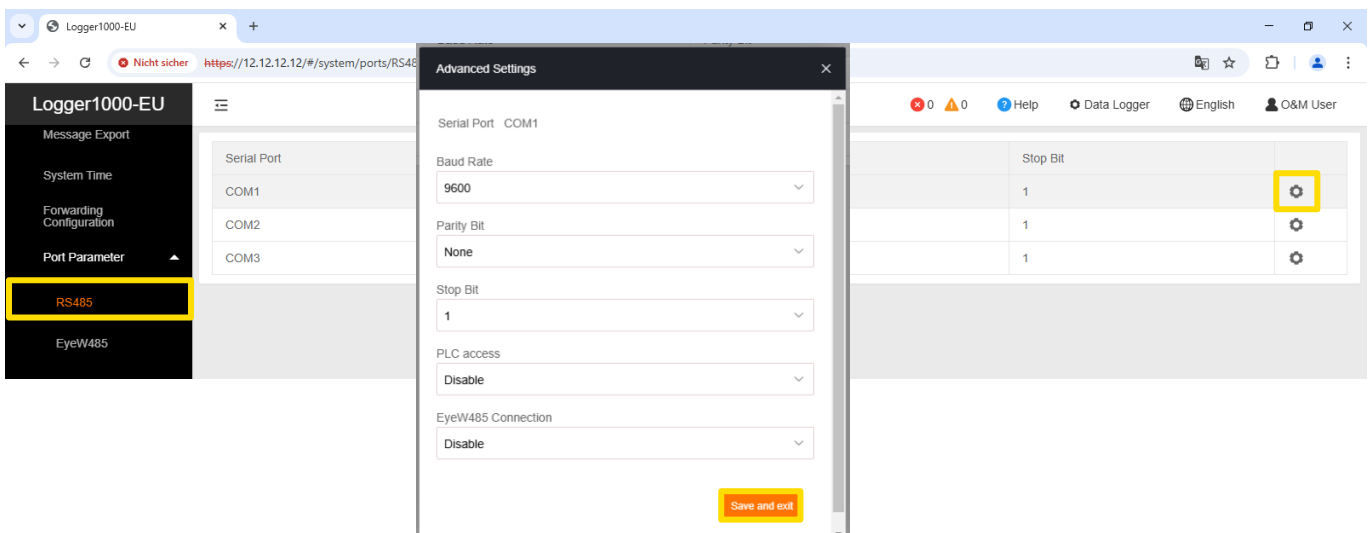 Logger1000-EU
Nicht sicher https://12.12.12.12/#/system/ports/RS48
Logger1000-EU
Message Export
System Time
Forwarding
Configuration
Port Parameter
RS485
EyeW485
0 0 Help Data Logger English O&M User
Serial Port Stop Bit
COM1 1
COM2 1
COM3 1
Advanced Settings
Serial Port COM1
Baud Rate
9600
Parity Bit
None
Stop Bit
1
PLC access
Disable
EyeW485 Connection
Disable
Save and exit